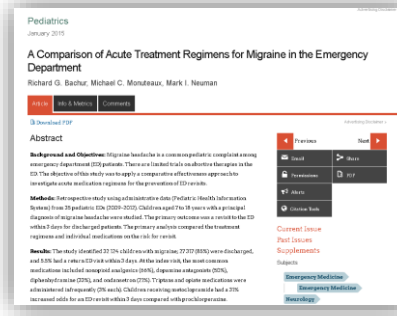 Advertising Disclaimer »
Pediatrics
January 2015
A Comparison of Acute Treatment Regimens for Migraine in the Emergency
Department
Richard G. Bachur, Michael C. Monuteaux, Mark I. Neuman
Article Info & Metrics Comments
Download PDF
Advertising Disclaimer »
Abstract
Background and Objectives: Migraine headache is a common pediatric complaint among
emergency department (ED) patients. There are limited trials on abortive therapies in the
ED. The objective of this study was to apply a comparative effectiveness approach to
investigate acute medication regimens for the prevention of ED revisits.
Methods: Retrospective study using administrative data (Pediatric Health Information
System) from 35 pediatric EDs (2009–2012). Children aged 7 to 18 years with a principal
diagnosis of migraine headache were studied. The primary outcome was a revisit to the ED
within 3 days for discharged patients. The primary analysis compared the treatment
regimens and individual medications on the risk for revisit.
Results: The study identified 32 124 children with migraine; 27 317 (85%) were discharged,
and 5.5% had a return ED visit within 3 days. At the index visit, the most common
medications included nonopioid analgesics (66%), dopamine antagonists (50%),
diphenhydramine (33%), and ondansetron (21%). Triptans and opiate medications were
administered infrequently (3% each). Children receiving metoclopramide had a 31%
increased odds for an ED revisit within 3 days compared with prochlorperazine.
Previous Next
Email Share
Permissions PDF
Alerts
Citation Tools
Current Issue
Past Issues
Supplements
Subjects
Emergency Medicine
Emergency Medicine
Neurology